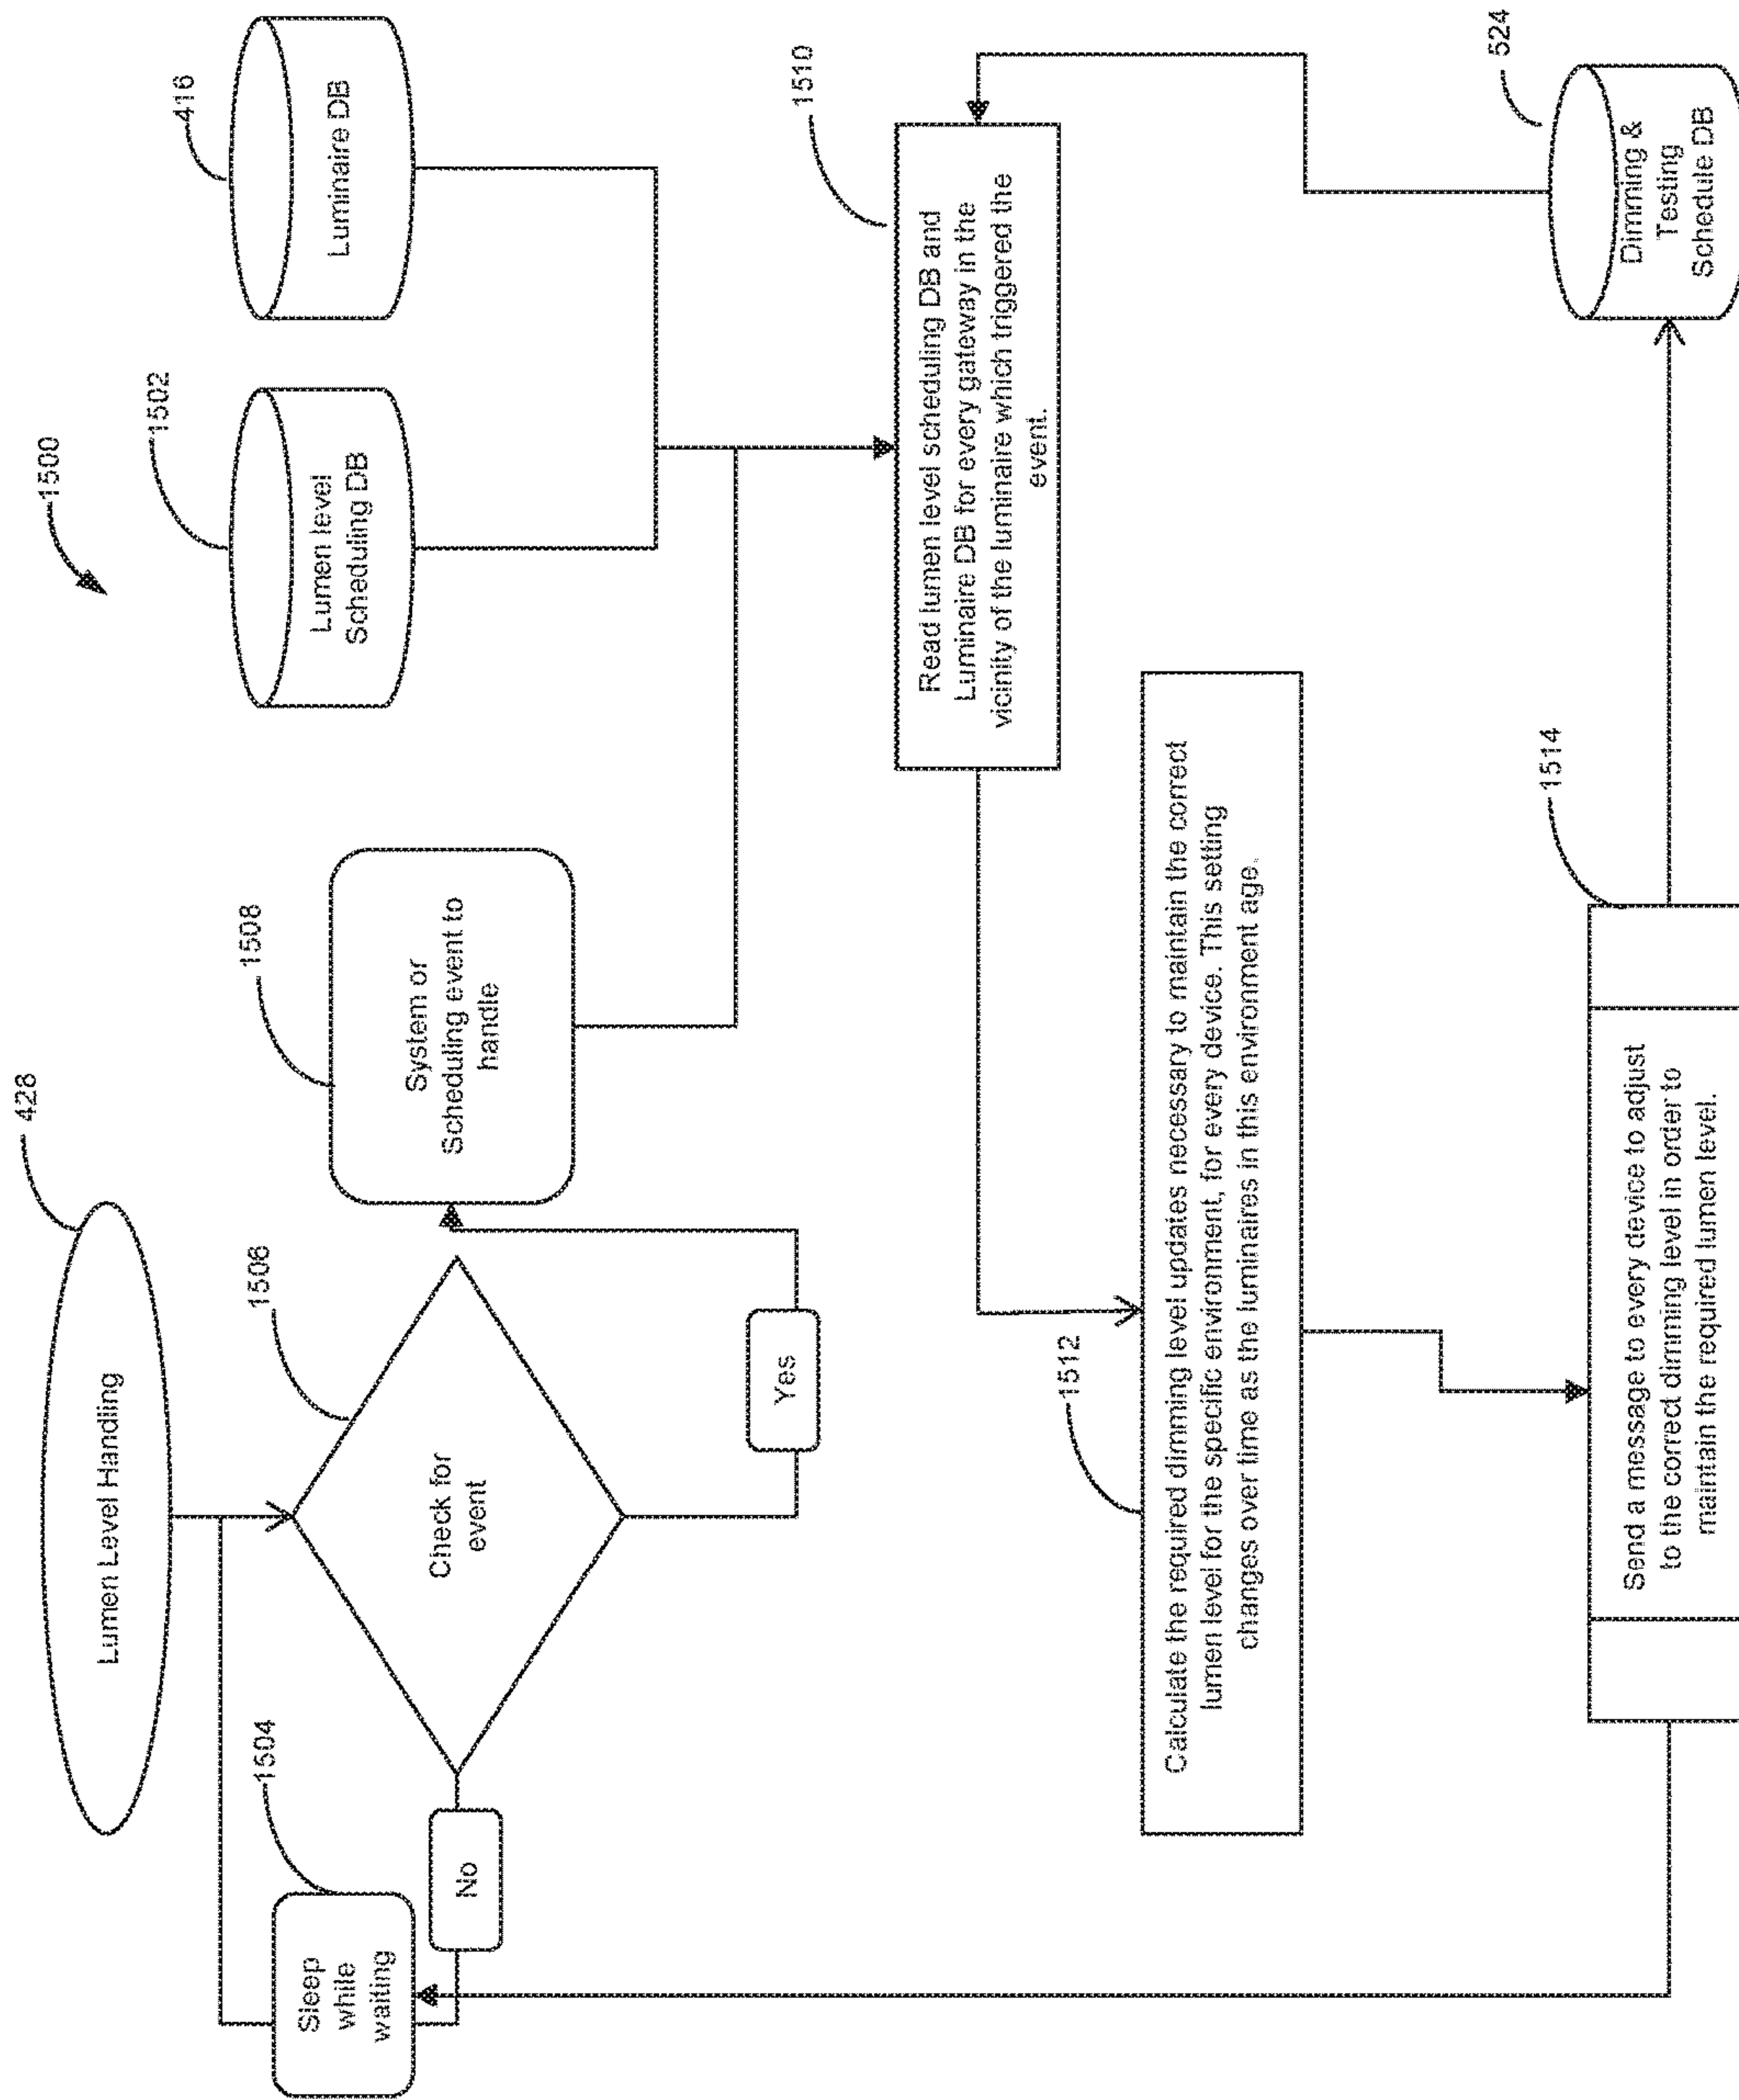 1500
428
Lumen Level Handling
1504
Sleep
while
waiting
1506
Check for
event
No
Yes
1508
System or
Scheduling event to
handle
1502
Lumen level
Scheduling DB
416
Luminaire DB
1510
Read lumen level scheduling DB and
Luminaire DB for every gateway in the
vicinity of the luminaire which triggered the
event.
1512
Calculate the required dimming level updates necessary to maintain the correct
lumen level for the specific environment, for every device. This setting
changes over time as the luminaires in this environment age.
1514
Send a message to every device to adjust
to the correct dimming level in order to
maintain the required lumen level.
524
Dimming &
Testing
Schedule DB